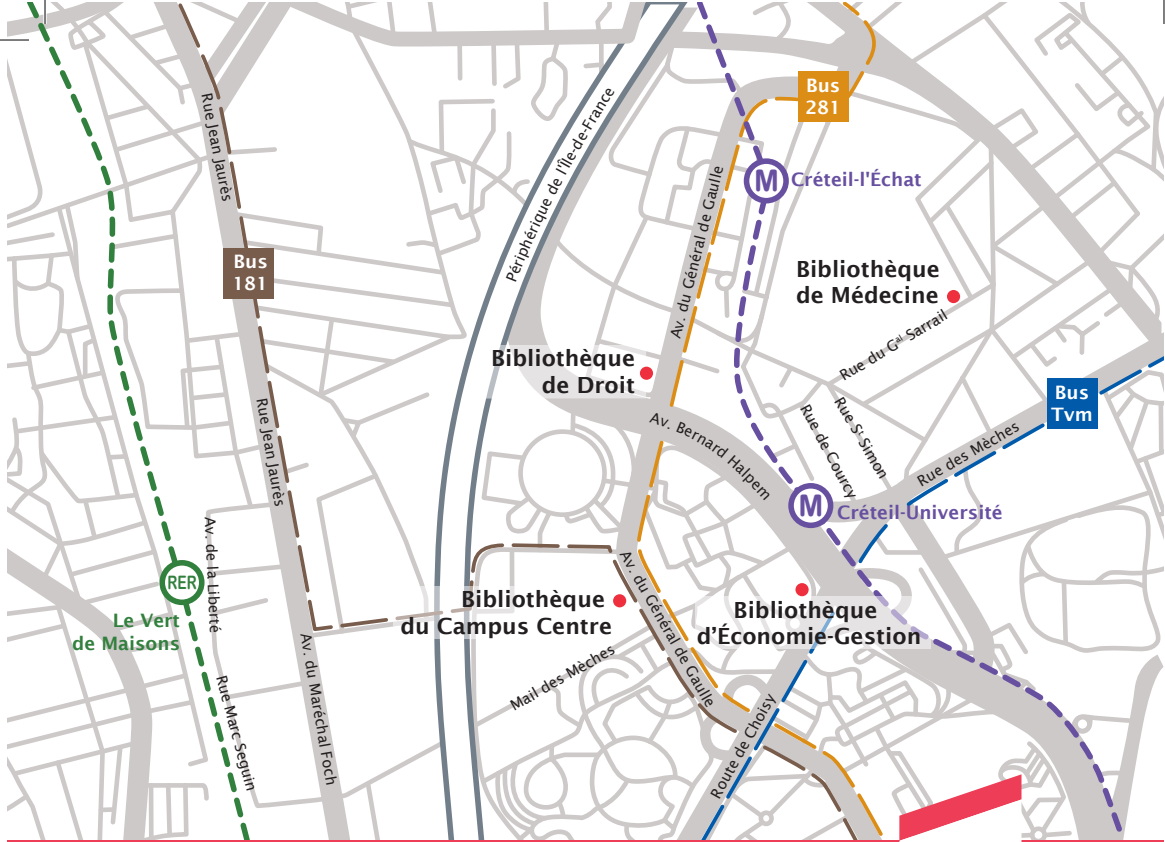 Bus
281
Rue Jean Jaurès
Périphérique de l'Île-de-France
M
Créteil-l'Échat
Av. du Général de Gaulle
Bus
181
Bibliothèque
de Médecine
Rue du Gal Sarrail
Bibliothèque
de Droit
Bus
Tvm
Rue Jean Jaurès
Av. Bernard Halpem
Rue de Courcy
Rue St Simon
Rue des Mèches
M
Créteil-Université
Av. de la Liberté
RER
Le Vert
de Maisons
Bibliothèque
du Campus Centre
Av. du Général de Gaulle
Bibliothèque
d'Économie-Gestion
Av. du Maréchal Foch
Mail des Mèches
Rue Marc Seguin
Route de Choisy